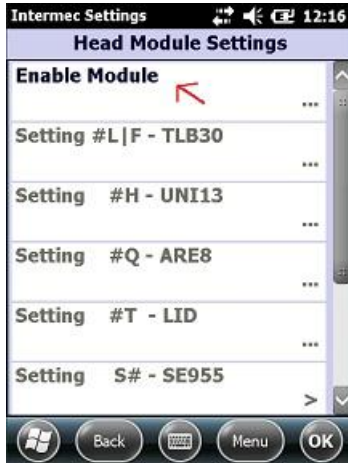 Intermec Settings 12:16
Head Module Settings
Enable Module
...
Setting #L|F - TLB30
...
Setting #H - UNI13
...
Setting #Q - ARE8
...
Setting #T - LID
...
Setting S# - SE955
>
Back Menu OK